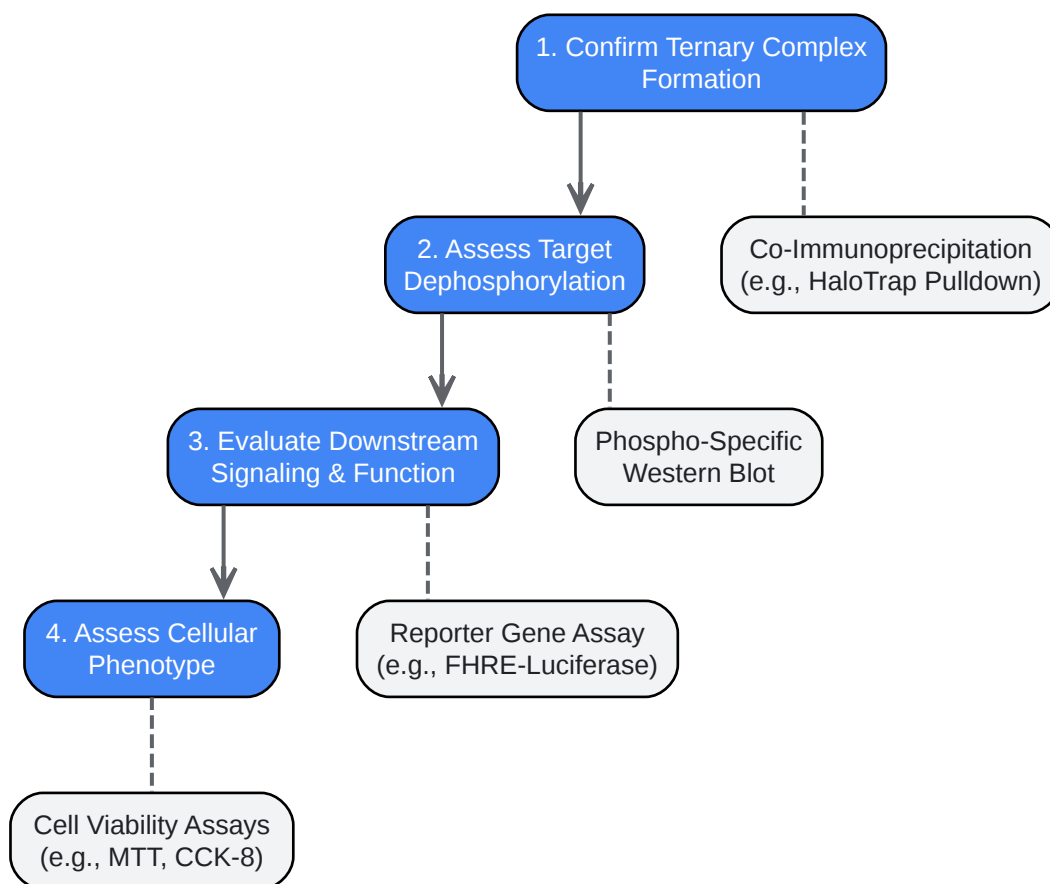 1. Confirm Ternary Complex
Formation
2. Assess Target
Dephosphorylation
Co-Immunoprecipitation
(e.g., HaloTrap Pulldown)
3. Evaluate Downstream
Signaling & Function
Phospho-Specific
Western Blot
4. Assess Cellular
Phenotype
Reporter Gene Assay
(e.g., FHRE-Luciferase)
Cell Viability Assays
(e.g., MTT, CCK-8)